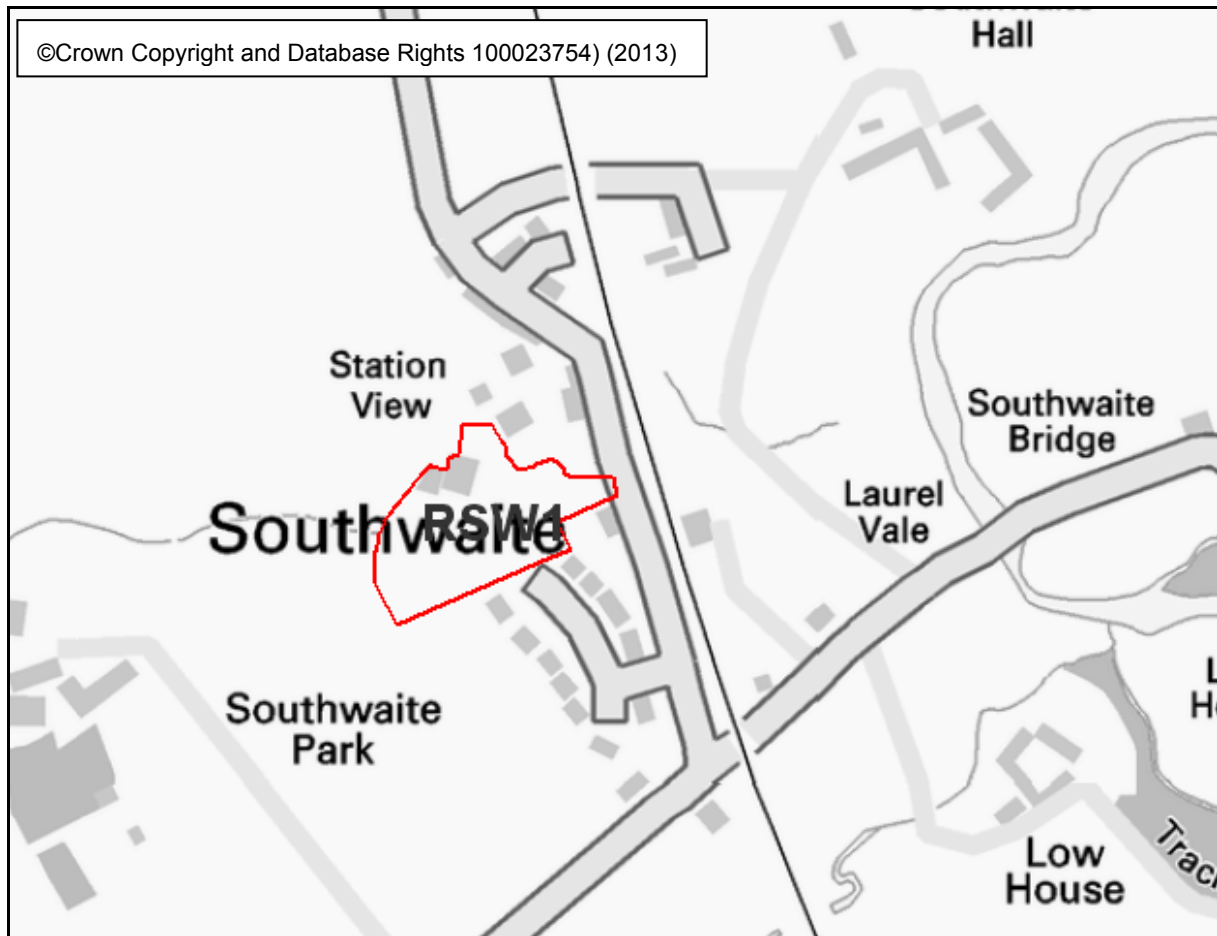 ©Crown Copyright and Database Rights 100023754) (2013)
Hall
Station
View
Southwaite
Bridge
Laurel
Vale
Southwaite
RSW1
Southwaite
Park
Low
House